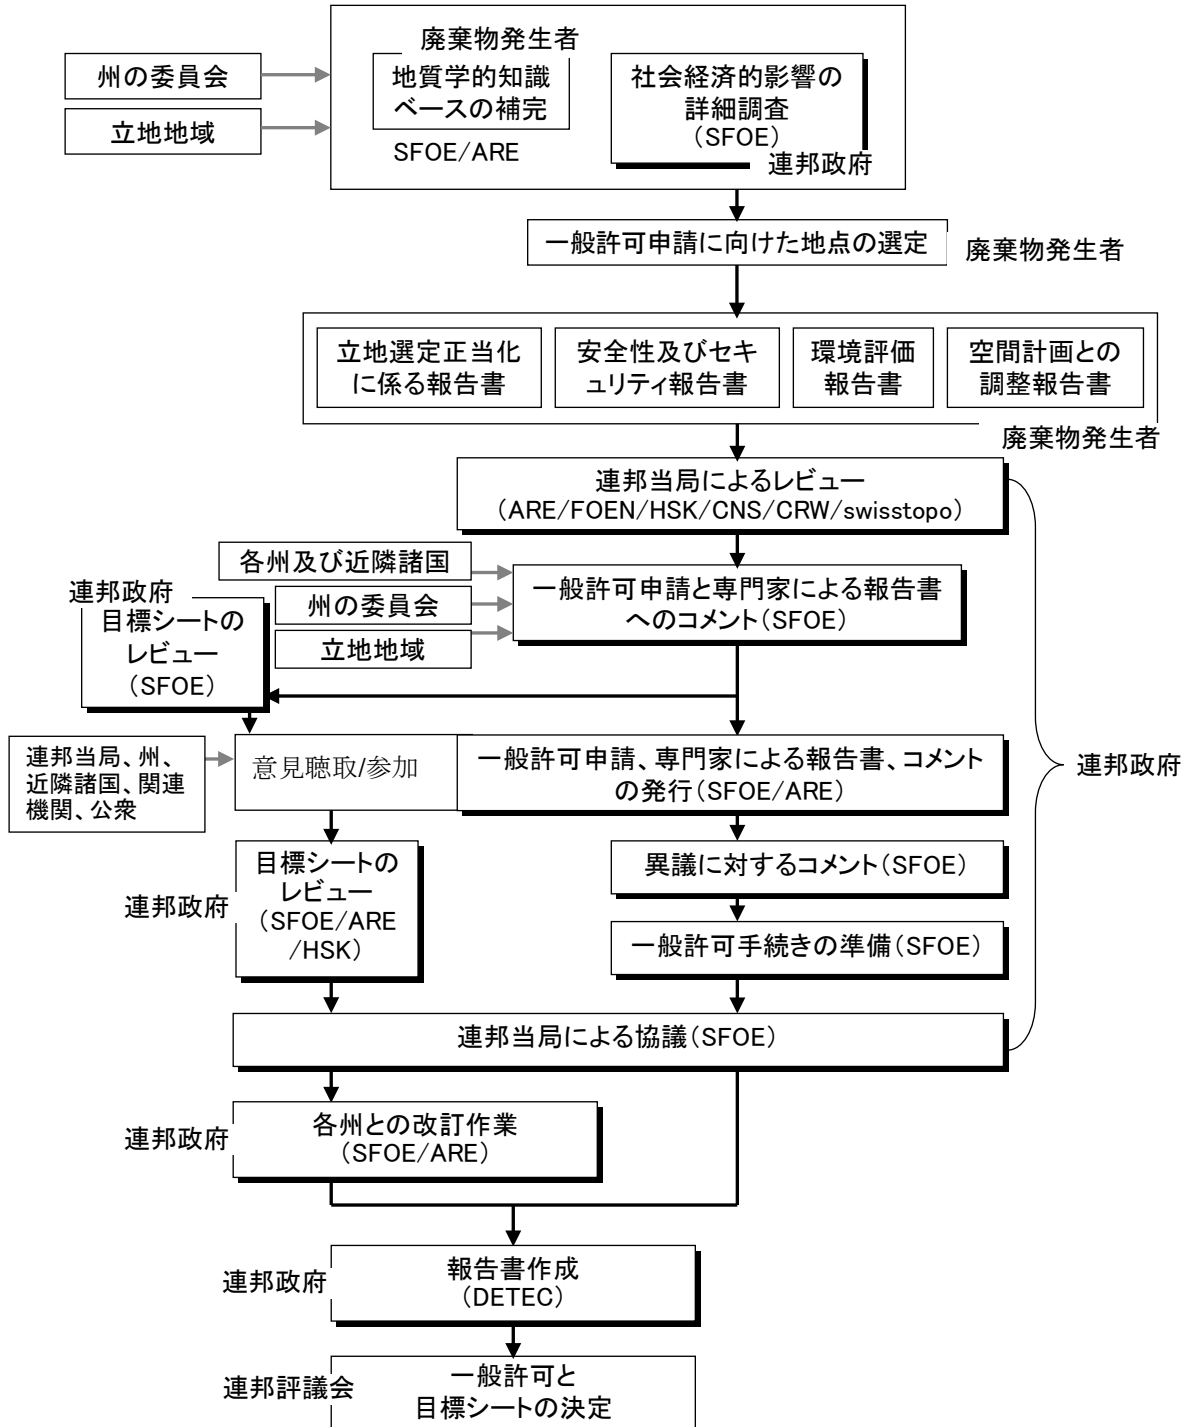 廃棄物発生者
州の委員会
立地地域
地質学的知識
ベースの補完
SFOE/ARE
社会経済的影響の
詳細調査
（SFOE）
連邦政府
一般許可申請に向けた地点の選定
廃棄物発生者
立地選定正当化
に係る報告書
安全性及びセキ
ュリティ報告書
環境評価
報告書
空間計画との
調整報告書
廃棄物発生者
連邦当局によるレビュー
（ARE/FOEN/HSK/CNS/CRW/swisstopo）
各州及び近隣諸国
州の委員会
立地地域
一般許可申請と専門家による報告書
へのコメント（SFOE）
連邦政府
目標シートの
レビュー
（SFOE）
連邦当局、州、
近隣諸国、関連
機関、公衆
意見聴取/参加
一般許可申請、専門家による報告書、コメント
の発行（SFOE/ARE）
連邦政府
連邦政府
目標シートの
レビュー
（SFOE/ARE
/HSK）
異議に対するコメント（SFOE）
一般許可手続きの準備（SFOE）
連邦当局による協議（SFOE）
連邦政府
各州との改訂作業
（SFOE/ARE）
連邦政府
報告書作成
（DETEC）
連邦評議会
一般許可と
目標シートの決定